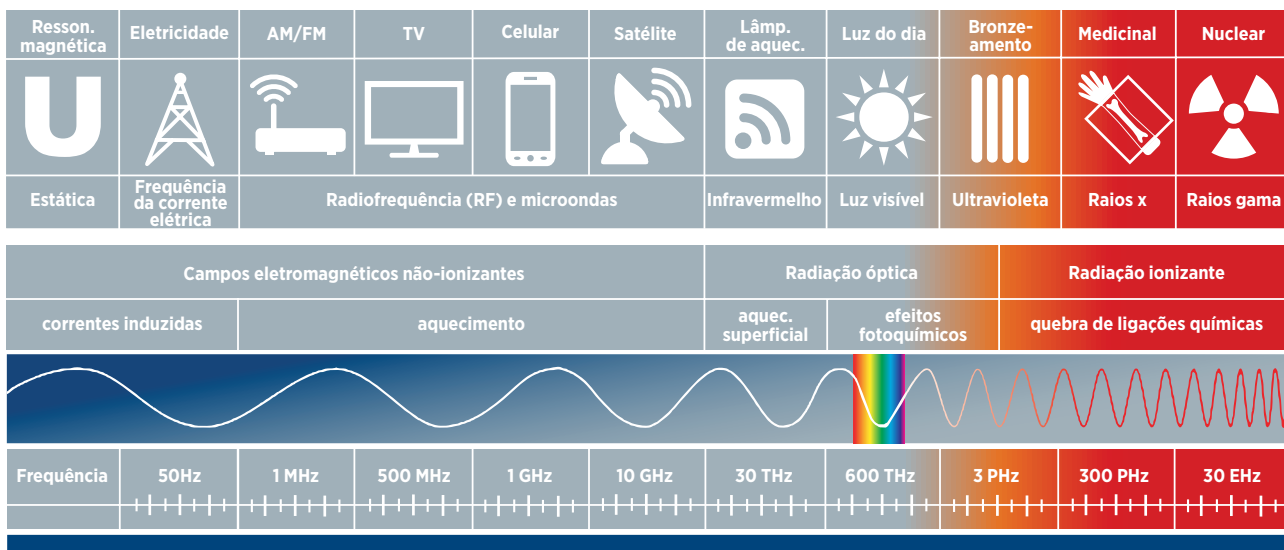 Resson.
magnética
Eletricidade
AM/FM
TV
Celular
Satélite
Lâmp.
de aquec.
Luz do dia
Bronze-
amento
Medicinal
Nuclear
Estática
Frequência
da corrente
elétrica
Radiofrequência (RF) e microondas
Infravermelho
Luz visível
Ultravioleta
Raios x
Raios gama
Campos eletromagnéticos não-ionizantes
Radiação óptica
Radiação ionizante
correntes induzidas
aquecimento
aquec.
superficial
efeitos
fotoquímicos
quebra de ligações químicas
Frequência
50Hz
1 MHz
500 MHz
1 GHz
10 GHz
30 THz
600 THz
3 PHz
300 PHz
30 EHz